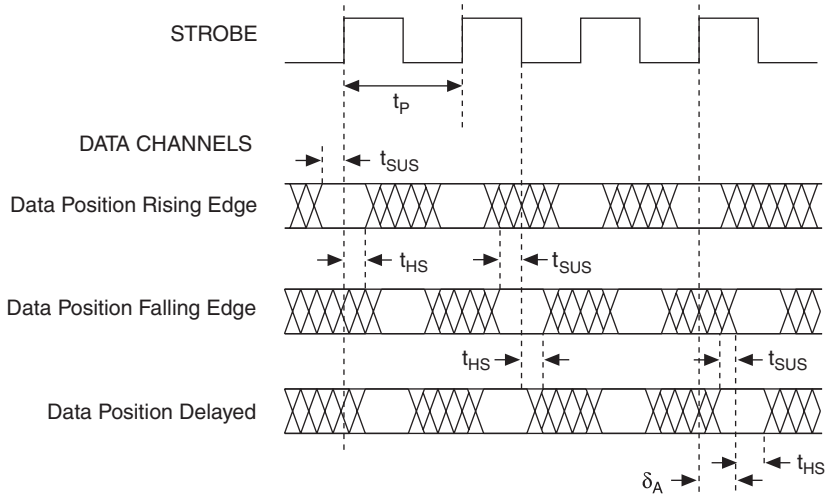 STROBE
tP
DATA CHANNELS
tSUS
Data Position Rising Edge
tHS
tSUS
Data Position Falling Edge
tHS
tSUS
Data Position Delayed
tHS
δA